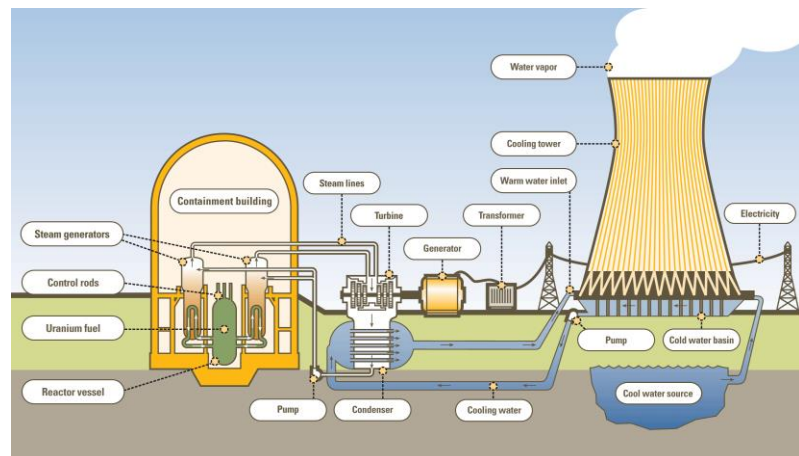 Water vapor
Cooling tower
Warm water inlet
Steam lines
Containment building
Turbine
Transformer
Electricity
Steam generators
Generator
Control rods
Uranium fuel
Pump
Cold water basin
Reactor vessel
Cool water source
Pump
Condenser
Cooling water